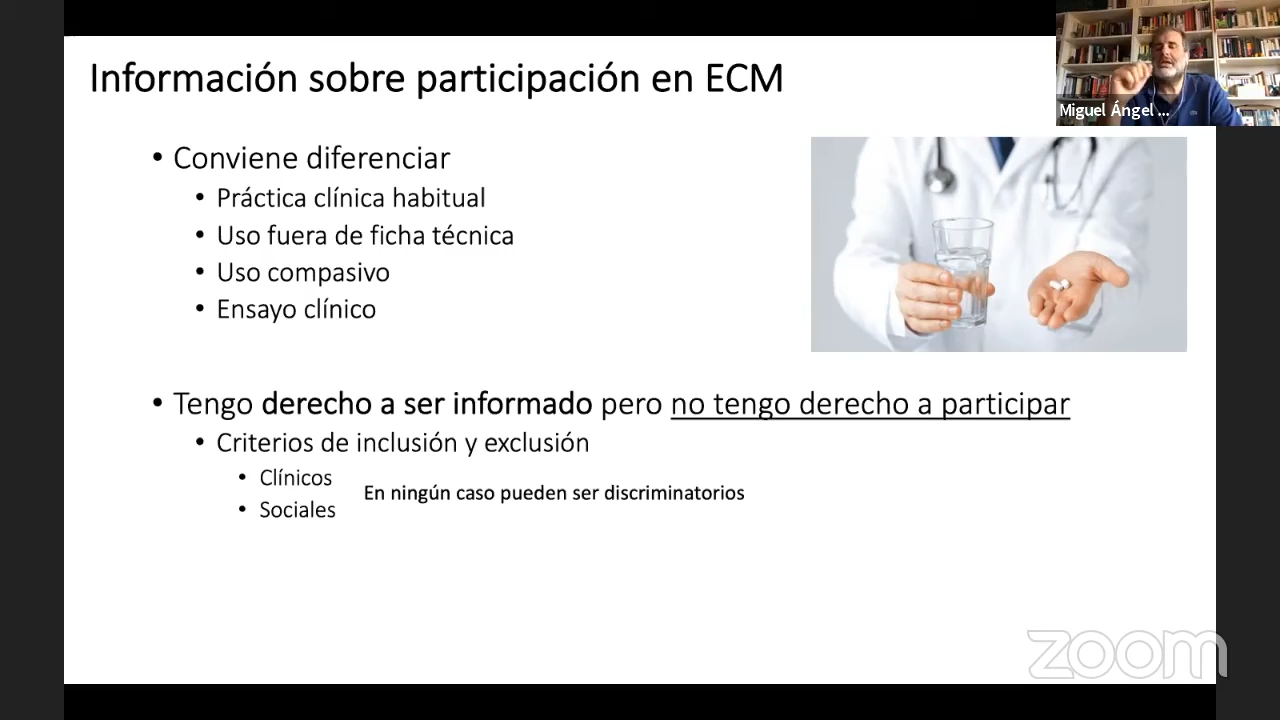 Información sobre participación en ECM
Miguel Ángel ...
• Conviene diferenciar
• Práctica clínica habitual
• Uso fuera de ficha técnica
• Uso compasivo
• Ensayo clínico
• Tengo derecho a ser informado pero no tengo derecho a participar
• Criterios de inclusión y exclusión
• Clínicos
En ningún caso pueden ser discriminatorios
• Sociales
zoom